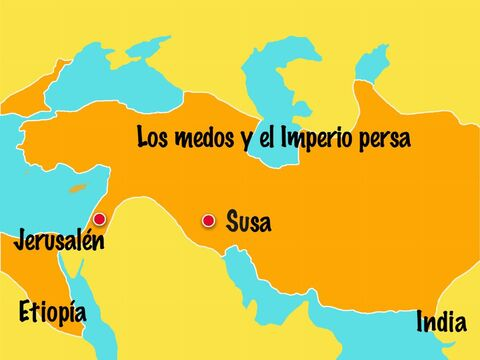 Los medos y el Imperio persa
Susa
Jerusalén
Etiopía
India